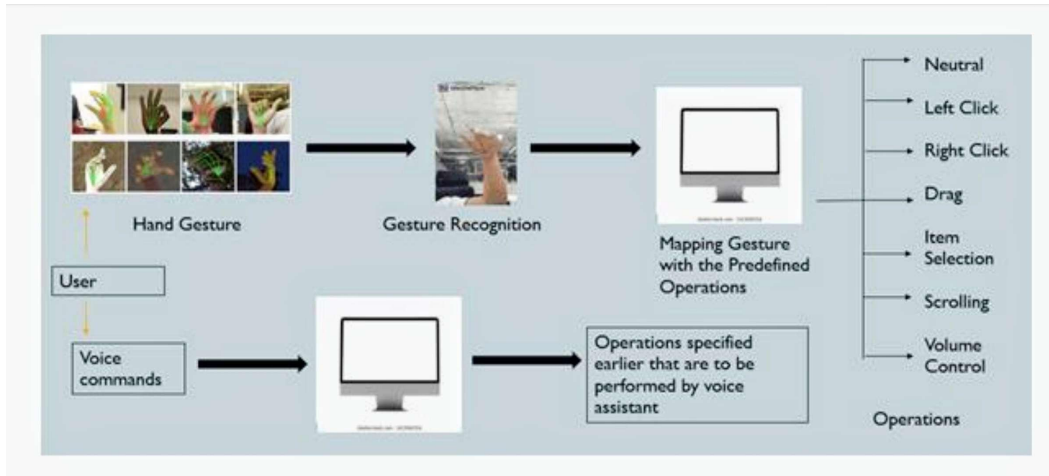 Neutral
Left Click
Right Click
Drag
Item
Selection
Scrolling
Volume
Control
Operations
Hand Gesture
Gesture Recognition
Mapping Gesture
with the Predefined
Operations
User
Voice
commands
Operations specified
earlier that are to be
performed by voice
assistant